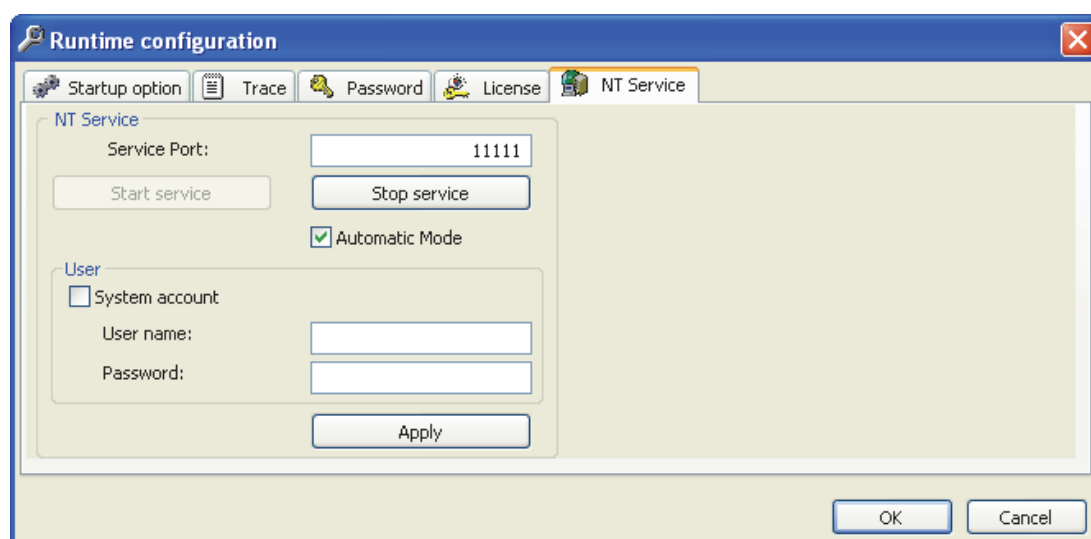 Runtime configuration
Startup option Trace Password License NT Service
NT Service
Service Port: 11111
Start service Stop service
Automatic Mode
User
System account
User name:
Password:
Apply
OK Cancel